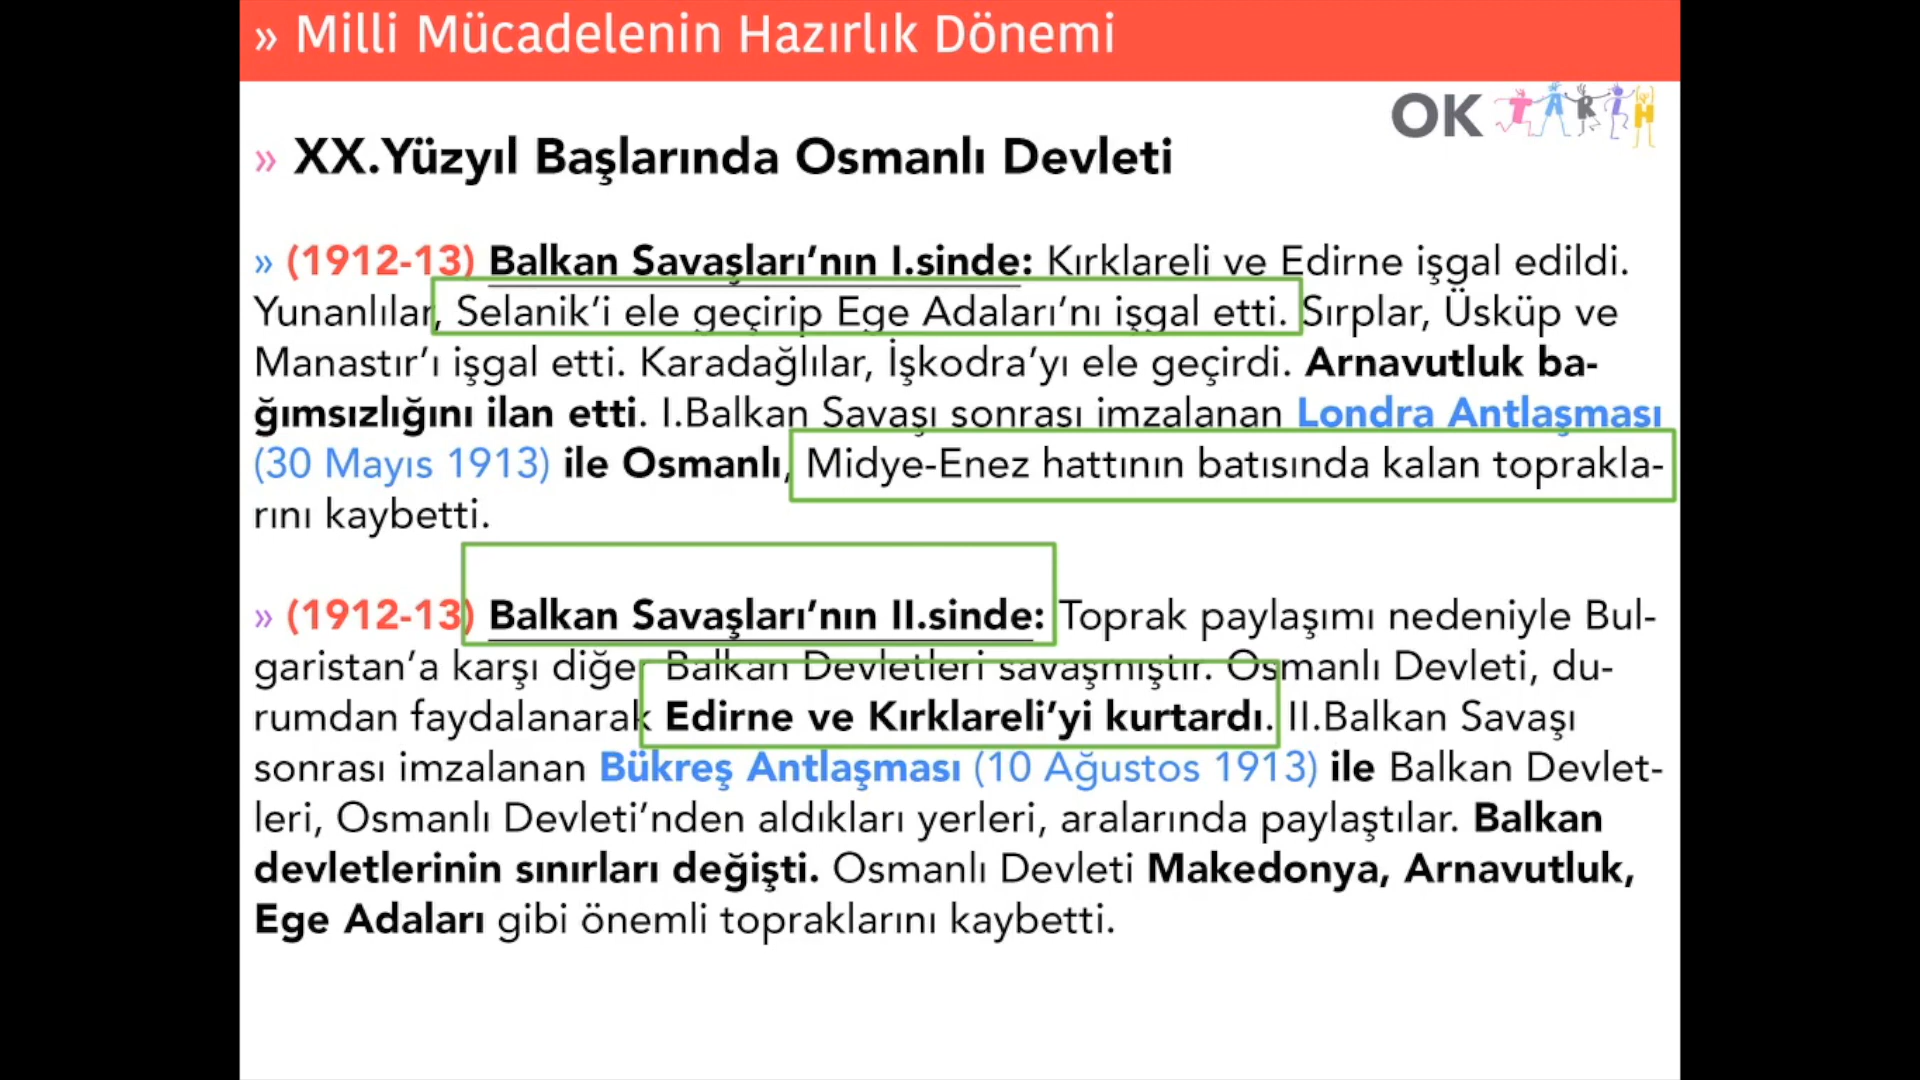 » Milli Mücadelenin Hazırlık Dönemi
OK TARİH
» XX.Yüzyıl Başlarında Osmanlı Devleti
» (1912-13) Balkan Savaşları’nın I.sinde: Kırklareli ve Edirne işgal edildi.
Yunanlılar, Selanik’i ele geçirip Ege Adaları’nı işgal etti. Sırplar, Üsküp ve
Manastır’ı işgal etti. Karadağlılar, İşkodra’yı ele geçirdi. Arnavutluk ba-
ğımsızlığını ilan etti. I.Balkan Savaşı sonrası imzalanan Londra Antlaşması
(30 Mayıs 1913) ile Osmanlı, Midye-Enez hattının batısında kalan toprakla-
rını kaybetti.
» (1912-13) Balkan Savaşları’nın II.sinde: Toprak paylaşımı nedeniyle Bul-
garistan’a karşı diğer Balkan Devletleri savaşmıştır. Osmanlı Devleti, du-
rumdan faydalanarak Edirne ve Kırklareli’yi kurtardı. II.Balkan Savaşı
sonrası imzalanan Bükreş Antlaşması (10 Ağustos 1913) ile Balkan Devlet-
leri, Osmanlı Devleti’nden aldıkları yerleri, aralarında paylaştılar. Balkan
devletlerinin sınırları değişti. Osmanlı Devleti Makedonya, Arnavutluk,
Ege Adaları gibi önemli topraklarını kaybetti.